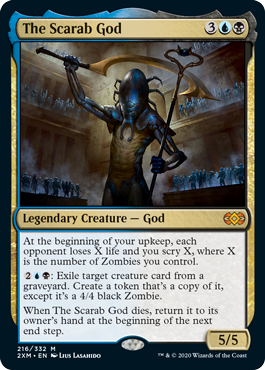 The Scarab God
3
Legendary Creature — God
At the beginning of your upkeep, each
opponent loses X life and you scry X, where X
is the number of Zombies you control.
2 : Exile target creature card from a
graveyard. Create a token that's a copy of it,
except it's a 4/4 black Zombie.
When The Scarab God dies, return it to its
owner's hand at the beginning of the next
end step.
5/5
216/332 M
2XM • EN Lius Lasahido
™ & © 2020 Wizards of the Coast